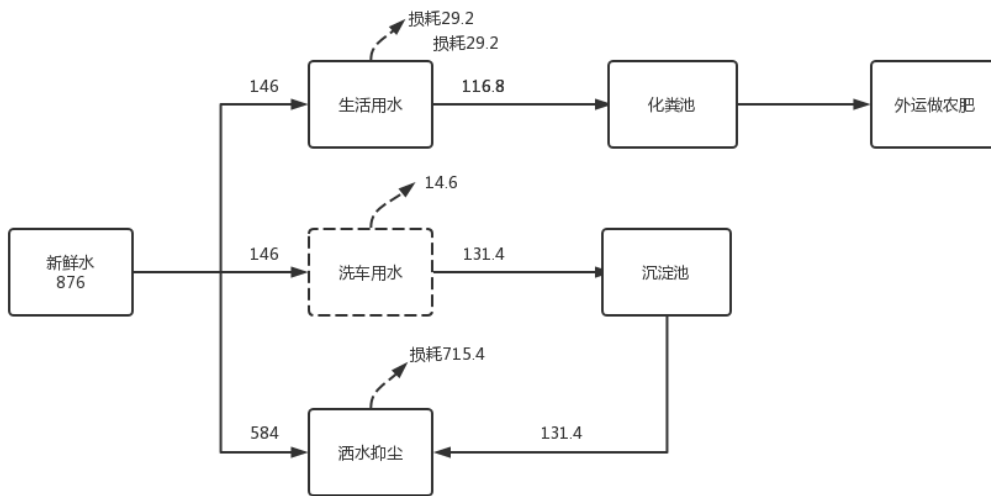 损耗29.2
损耗29.2
146
生活用水
116.8
化粪池
外运做农肥
14.6
新鲜水
876
146
洗车用水
131.4
沉淀池
损耗715.4
584
洒水抑尘
131.4